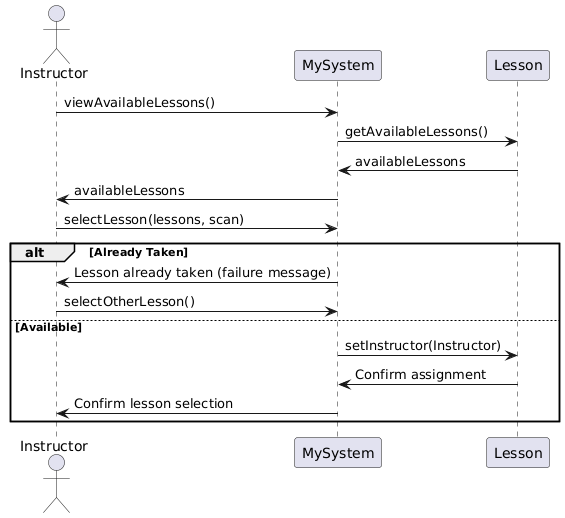 Instructor
MySystem
Lesson
viewAvailableLessons()
getAvailableLessons()
availableLessons
availableLessons
selectLesson(lessons, scan)
alt [Already Taken]
Lesson already taken (failure message)
selectOtherLesson()
[Available]
setInstructor(Instructor)
Confirm assignment
Confirm lesson selection
Instructor
MySystem
Lesson